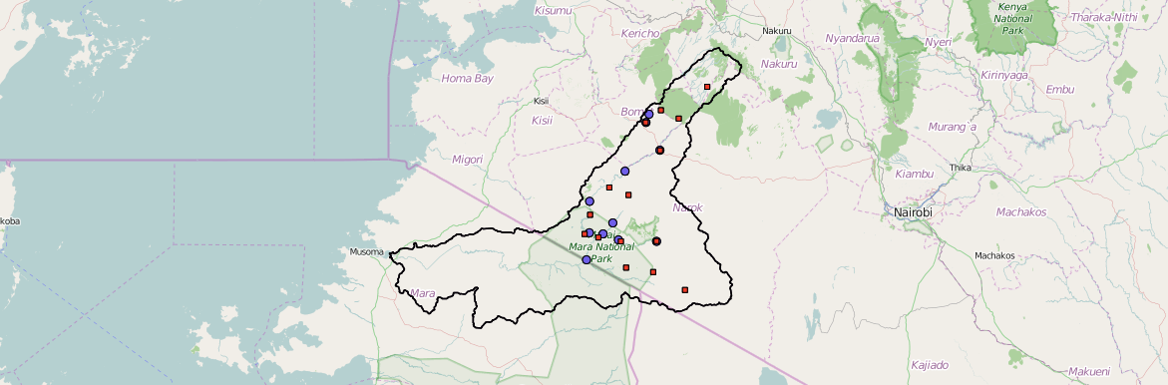 Kisumu
Kenya
National
Park
Tharaka-Nithi
Kericho
Nakuru
Nyandarua
Nyeri
Homa Bay
Nakuru
Kirinyaga
Embu
Kisii
Bom
Kisii
Murang a
Migori
Thika
Kiambu
koba
Narok
Nairobi
Machakos
Mara National
Park
Musoma
Machakos
Mara
Kajiado
Makueni